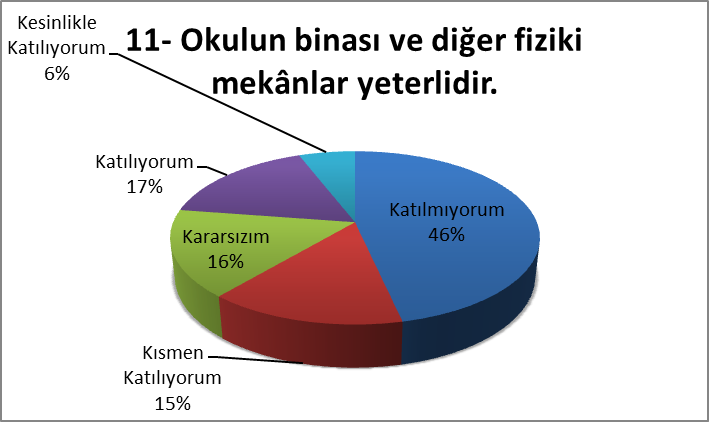 11- Okulun binası ve diğer fiziki
mekânlar yeterlidir.
Kesinlikle
Katılıyorum
6%
Katılıyorum
17%
Kararsızım
16%
Katılmıyorum
46%
Kısmen
Katılıyorum
15%